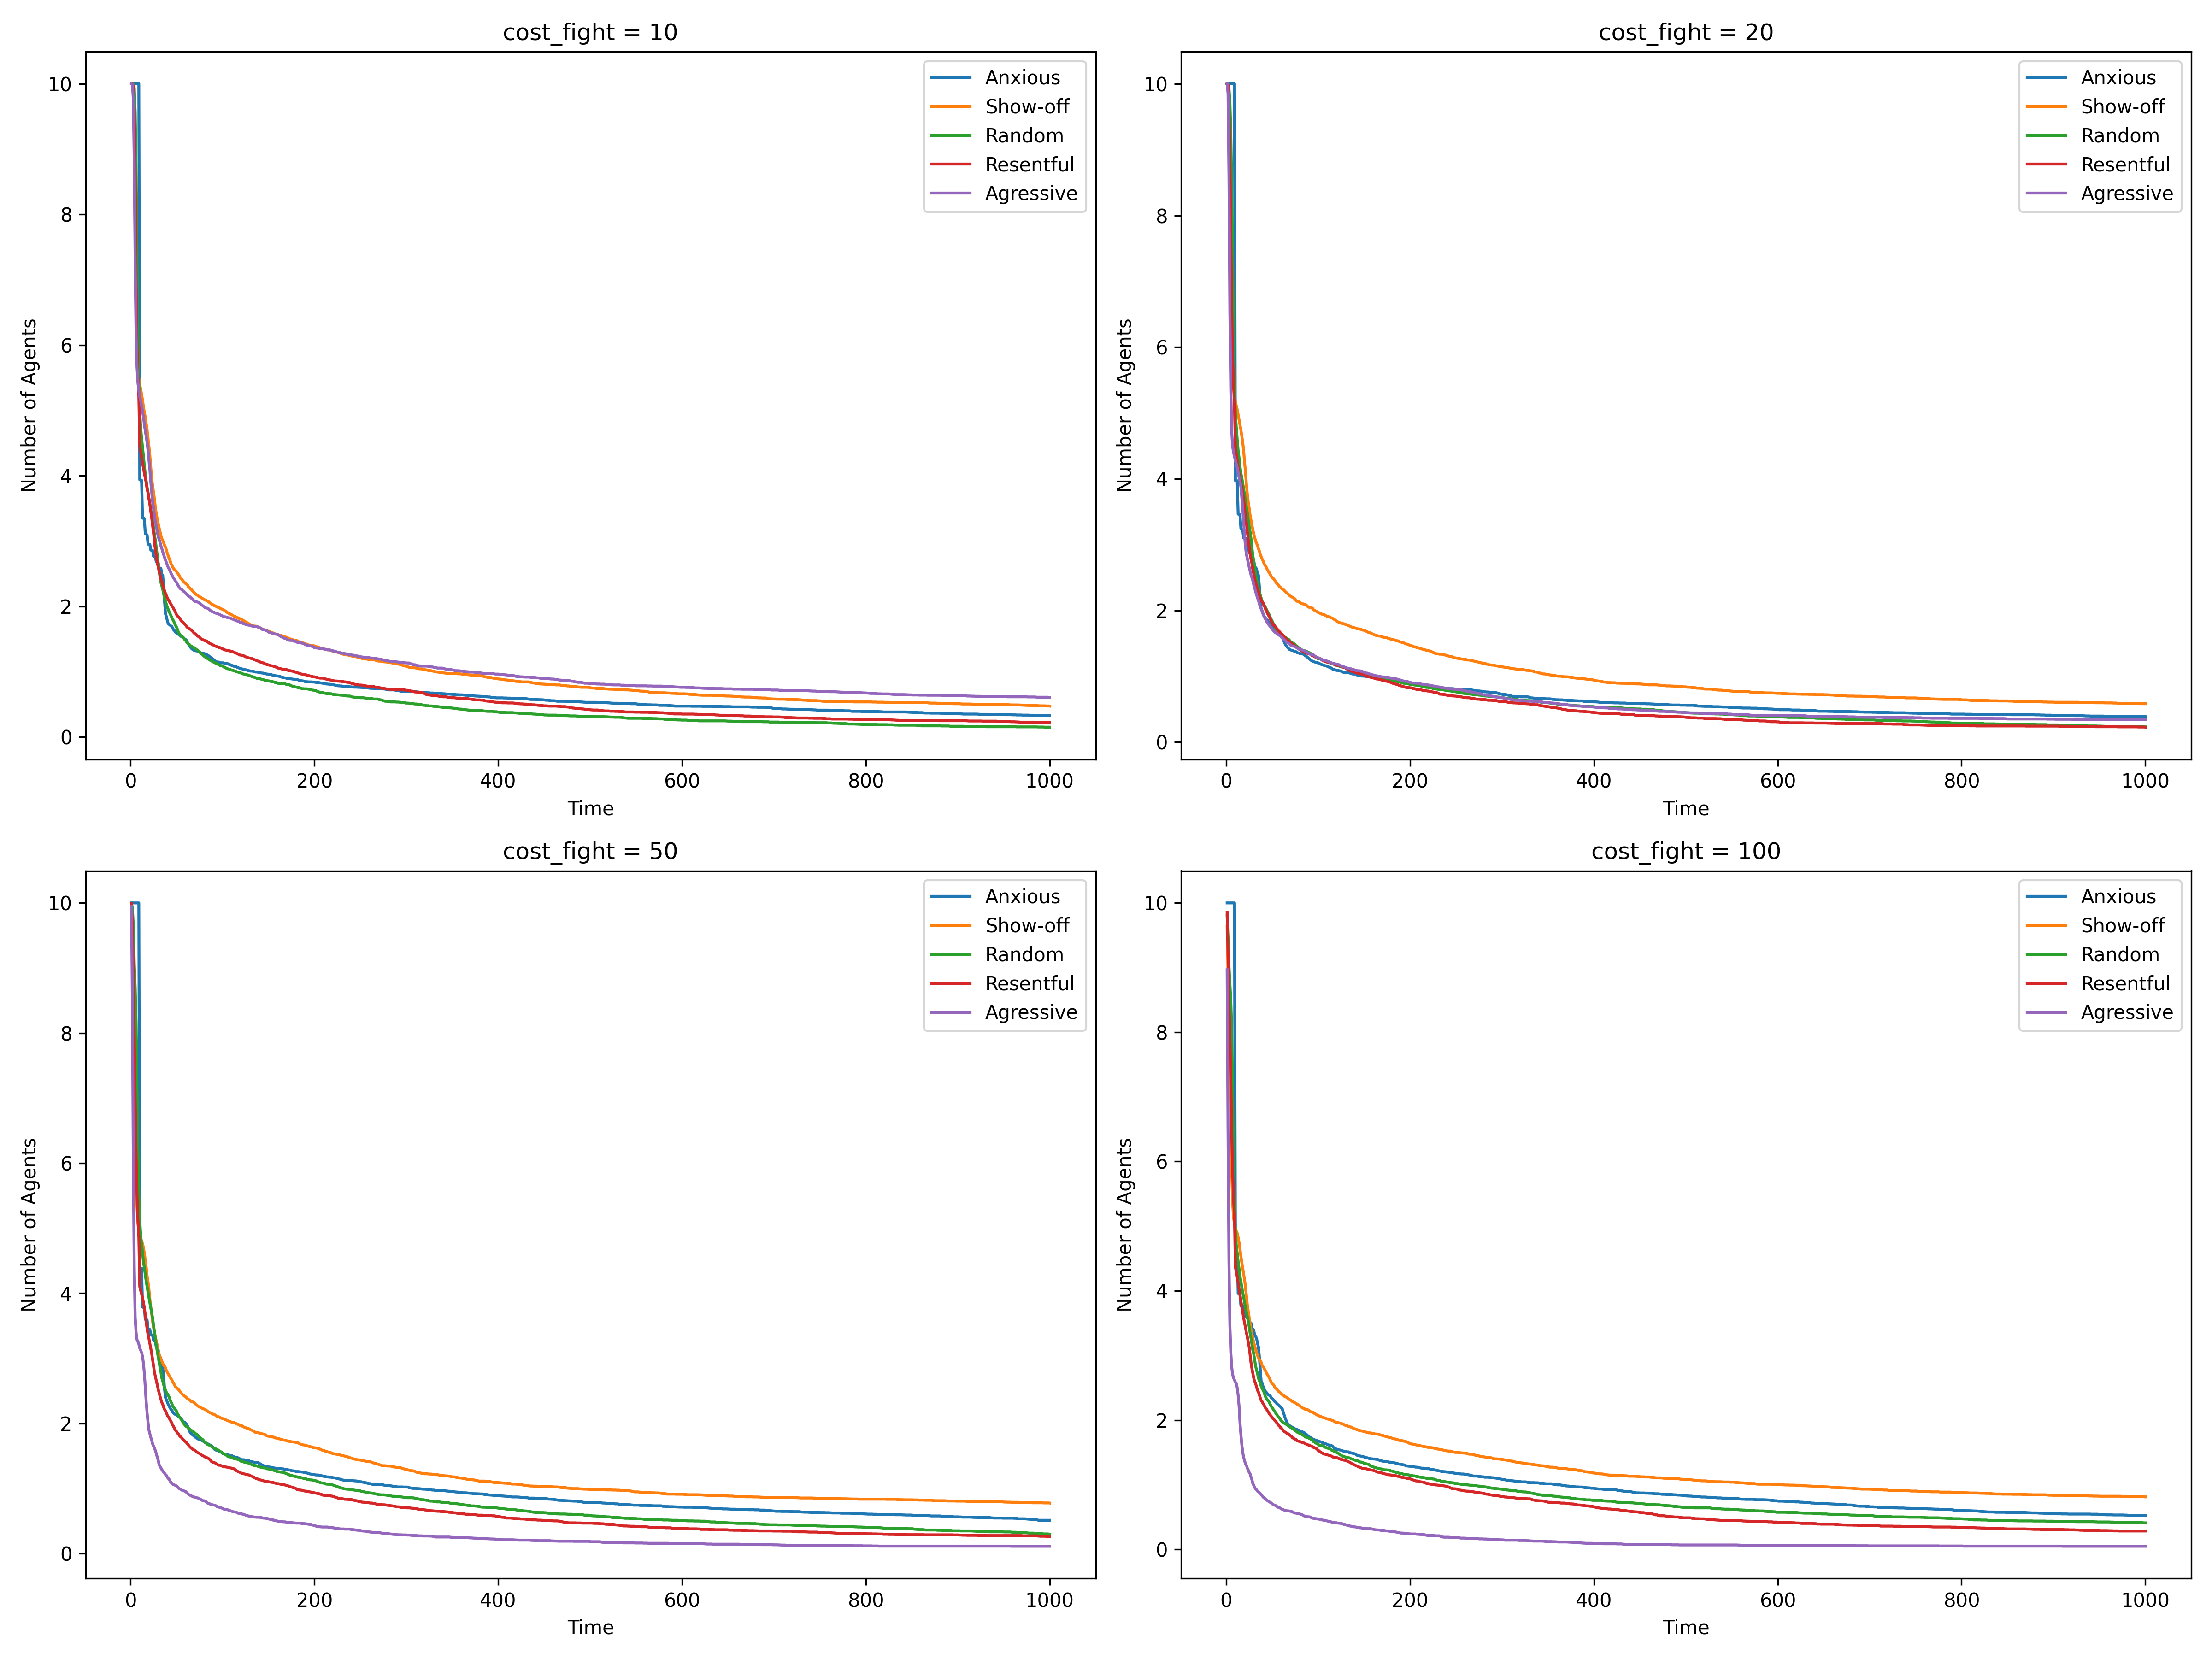 cost_fight = 10
10
8
6
4
2
0
Number of Agents
0 200 400 600 800 1000
Time
Anxious
Show-off
Random
Resentful
Agressive
cost_fight = 20
10
8
6
4
2
0
Number of Agents
0 200 400 600 800 1000
Time
Anxious
Show-off
Random
Resentful
Agressive
cost_fight = 50
10
8
6
4
2
0
Number of Agents
0 200 400 600 800 1000
Time
Anxious
Show-off
Random
Resentful
Agressive
cost_fight = 100
10
8
6
4
2
0
Number of Agents
0 200 400 600 800 1000
Time
Anxious
Show-off
Random
Resentful
Agressive